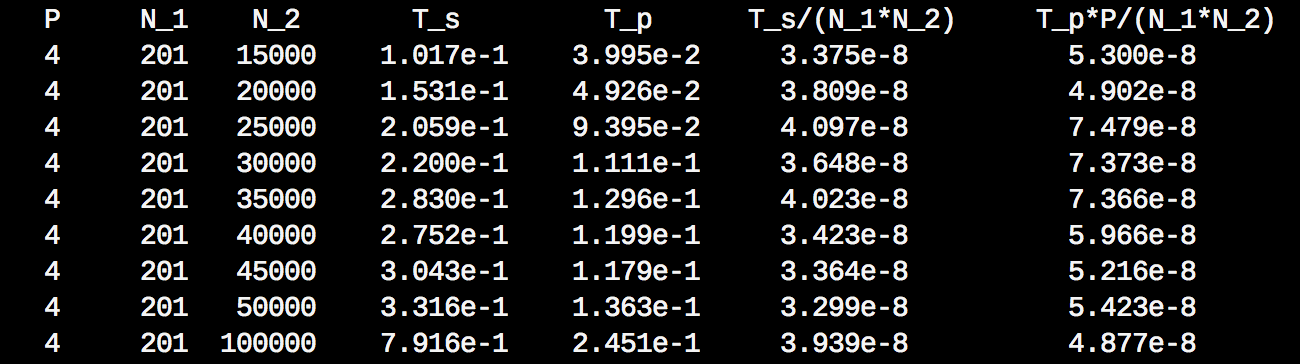 P N_1 N_2 T_s T_p T_s/(N_1*N_2) T_p*P/(N_1*N_2)
4 201 15000 1.017e-1 3.995e-2 3.375e-8 5.300e-8
4 201 20000 1.531e-1 4.926e-2 3.809e-8 4.902e-8
4 201 25000 2.059e-1 9.395e-2 4.097e-8 7.479e-8
4 201 30000 2.200e-1 1.111e-1 3.648e-8 7.373e-8
4 201 35000 2.830e-1 1.296e-1 4.023e-8 7.366e-8
4 201 40000 2.752e-1 1.199e-1 3.423e-8 5.966e-8
4 201 45000 3.043e-1 1.179e-1 3.364e-8 5.216e-8
4 201 50000 3.316e-1 1.363e-1 3.299e-8 5.423e-8
4 201 100000 7.916e-1 2.451e-1 3.939e-8 4.877e-8